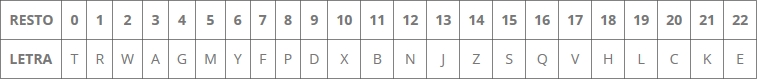 RESTO 0 1 2 3 4 5 6 7 8 9 10 11 12 13 14 15 16 17 18 19 20 21 22
LETRA T R W A G M Y F P D X B N J Z S Q V H L C K E